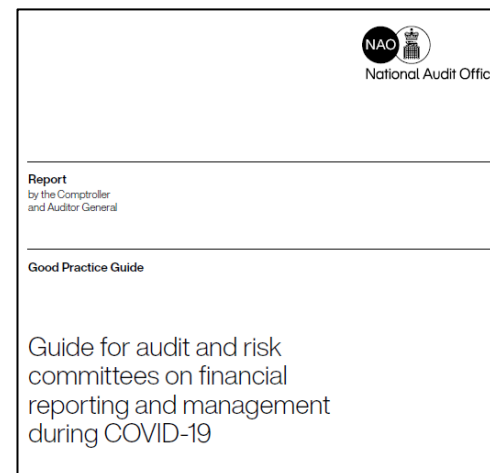 NAO
National Audit Offic
Report
by the Comptroller
and Auditor General
Good Practice Guide
Guide for audit and risk
committees on financial
reporting and management
during COVID-19